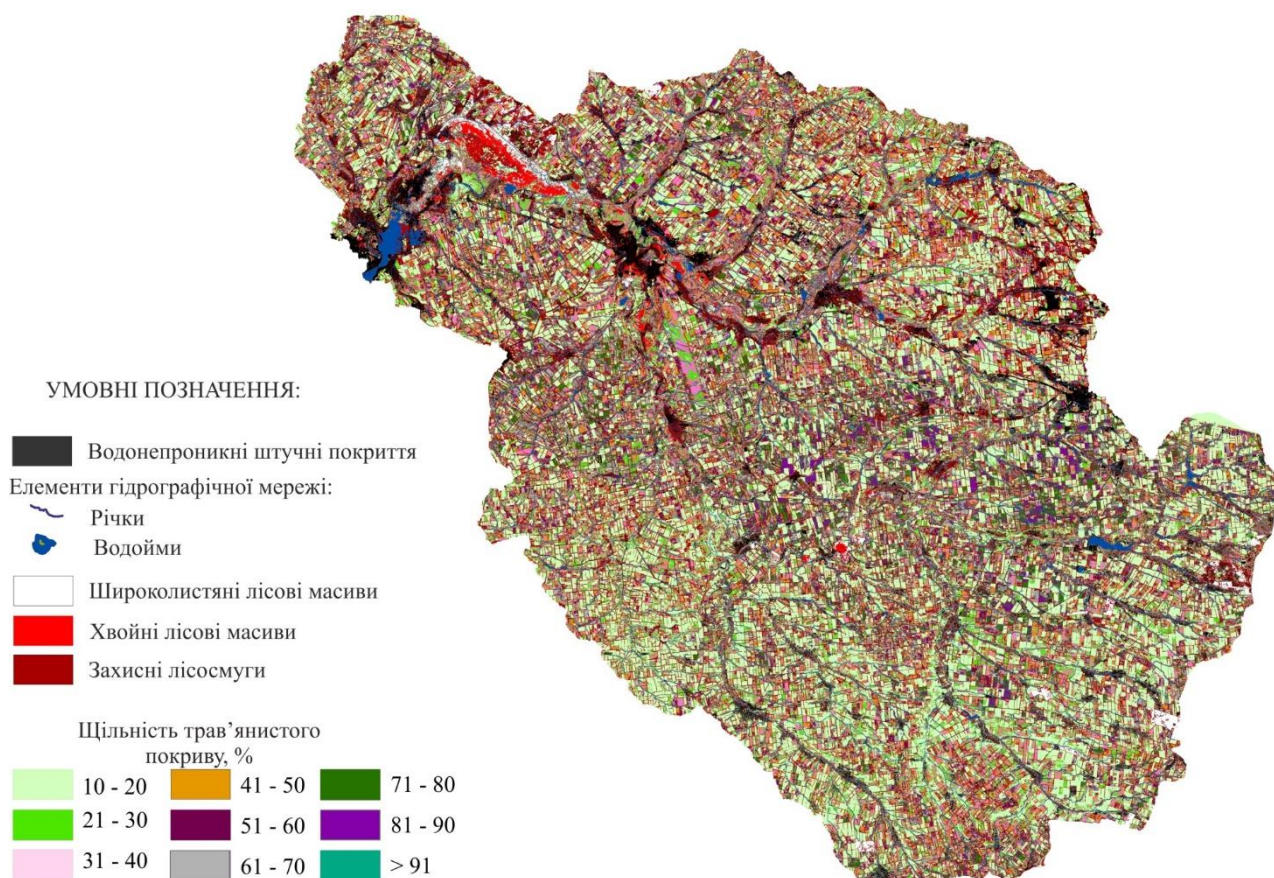 УМОВНІ ПОЗНАЧЕННЯ:
Водонепроникні штучні покриття
Елементи гідрографічної мережі:
Річки
Водойми
Широколистяні лісові масиви
Хвойні лісові масиви
Захисні лісосмуги
Щільність трав’янистого
покриву, %
10 - 20
41 - 50
71 - 80
21 - 30
51 - 60
81 - 90
31 - 40
61 - 70
> 91